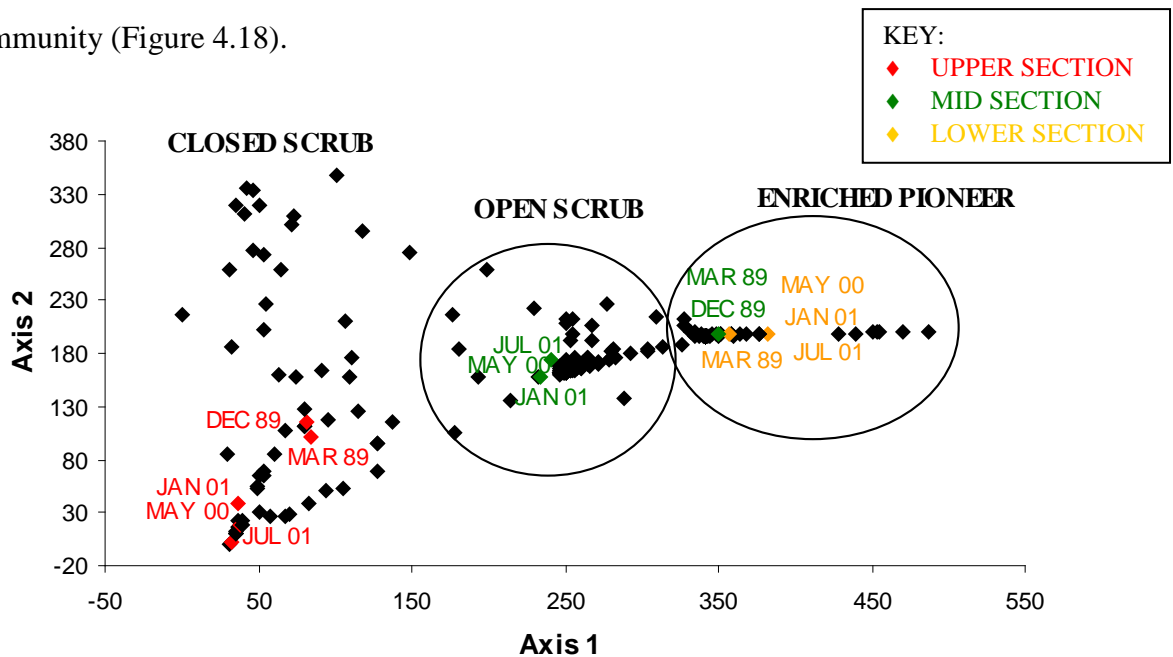 mmunity (Figure 4.18).
KEY:
UPPER SECTION
MID SECTION
LOWER SECTION
CLOSED SCRUB
OPEN SCRUB
ENRICHED PIONEER
Axis 2
380
330
280
230
180
130
80
30
-20
DEC 89
MAR 89
JAN 01
MAY 00
JUL 01
JUL 01
MAY 00
JAN 01
MAR 89
DEC 89
MAY 00
JAN 01
MAR 89
JUL 01
-50 50 150 250 350 450 550
Axis 1